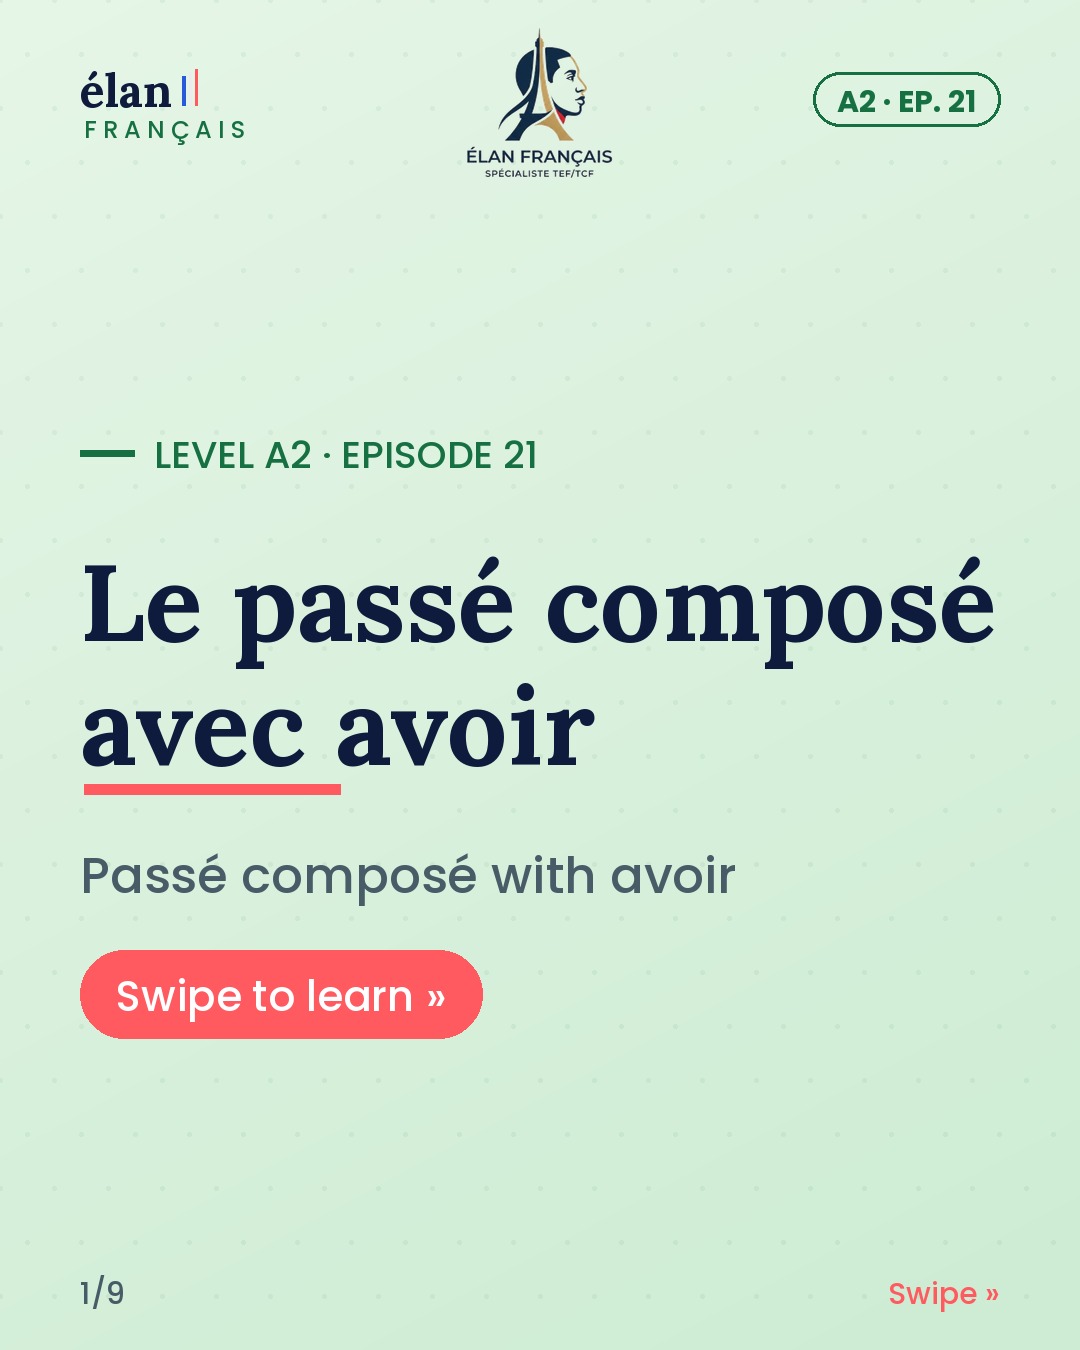 élan
FRANÇAIS
ÉLAN FRANÇAIS
SPÉCIALISTE TEF/TCF
A2 · EP. 21
LEVEL A2 · EPISODE 21
Le passé composé
avec avoir
Passé composé with avoir
Swipe to learn »
1/9
Swipe »